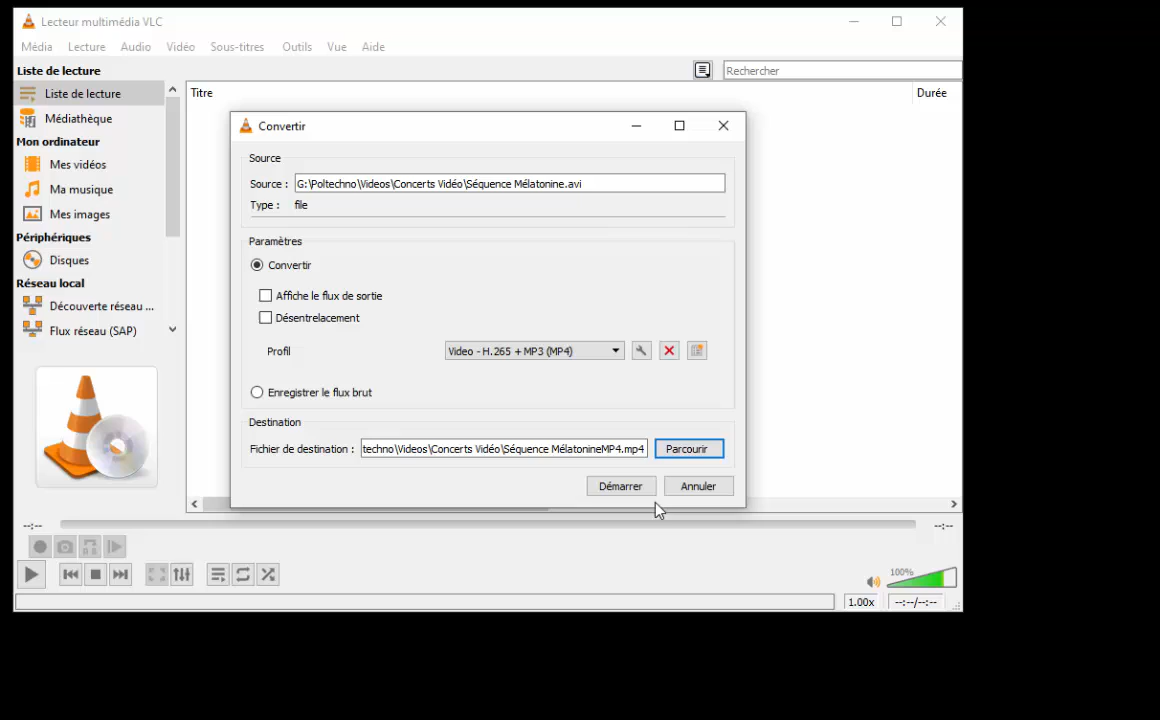 Lecteur multimédia VLC
Média Lecture Audio Vidéo Sous-titres Outils Vue Aide
Liste de lecture
Rechercher
Liste de lecture
Médiathèque
Mon ordinateur
Mes vidéos
Ma musique
Mes images
Périphériques
Disques
Réseau local
Découverte réseau ...
Flux réseau (SAP)
Titre
Durée
Convertir
Source
Source : G:\Poltechno\Videos\Concerts Vidéo\Séquence Mélatonine.avi
Type : file
Paramètres
Convertir
Affiche le flux de sortie
Désentrelacement
Profil Video - H.265 + MP3 (MP4)
Enregistrer le flux brut
Destination
Fichier de destination : techno\Videos\Concerts Vidéo\Séquence MélatonineMP4.mp4 Parcourir
Démarrer Annuler
--:-- --:--
100%
1.00x --:--/--:--